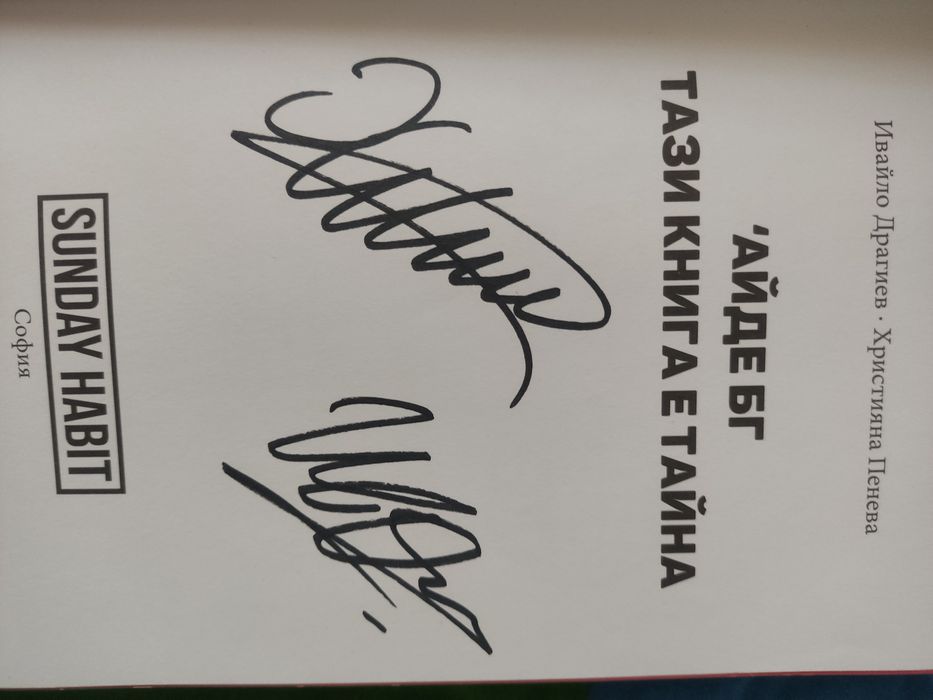 Ивайло Драгиев · Християна Пенева
‘АЙДЕ БГ
ТАЗИ КНИГА Е ТАЙНА
SUNDAY HABIT
София